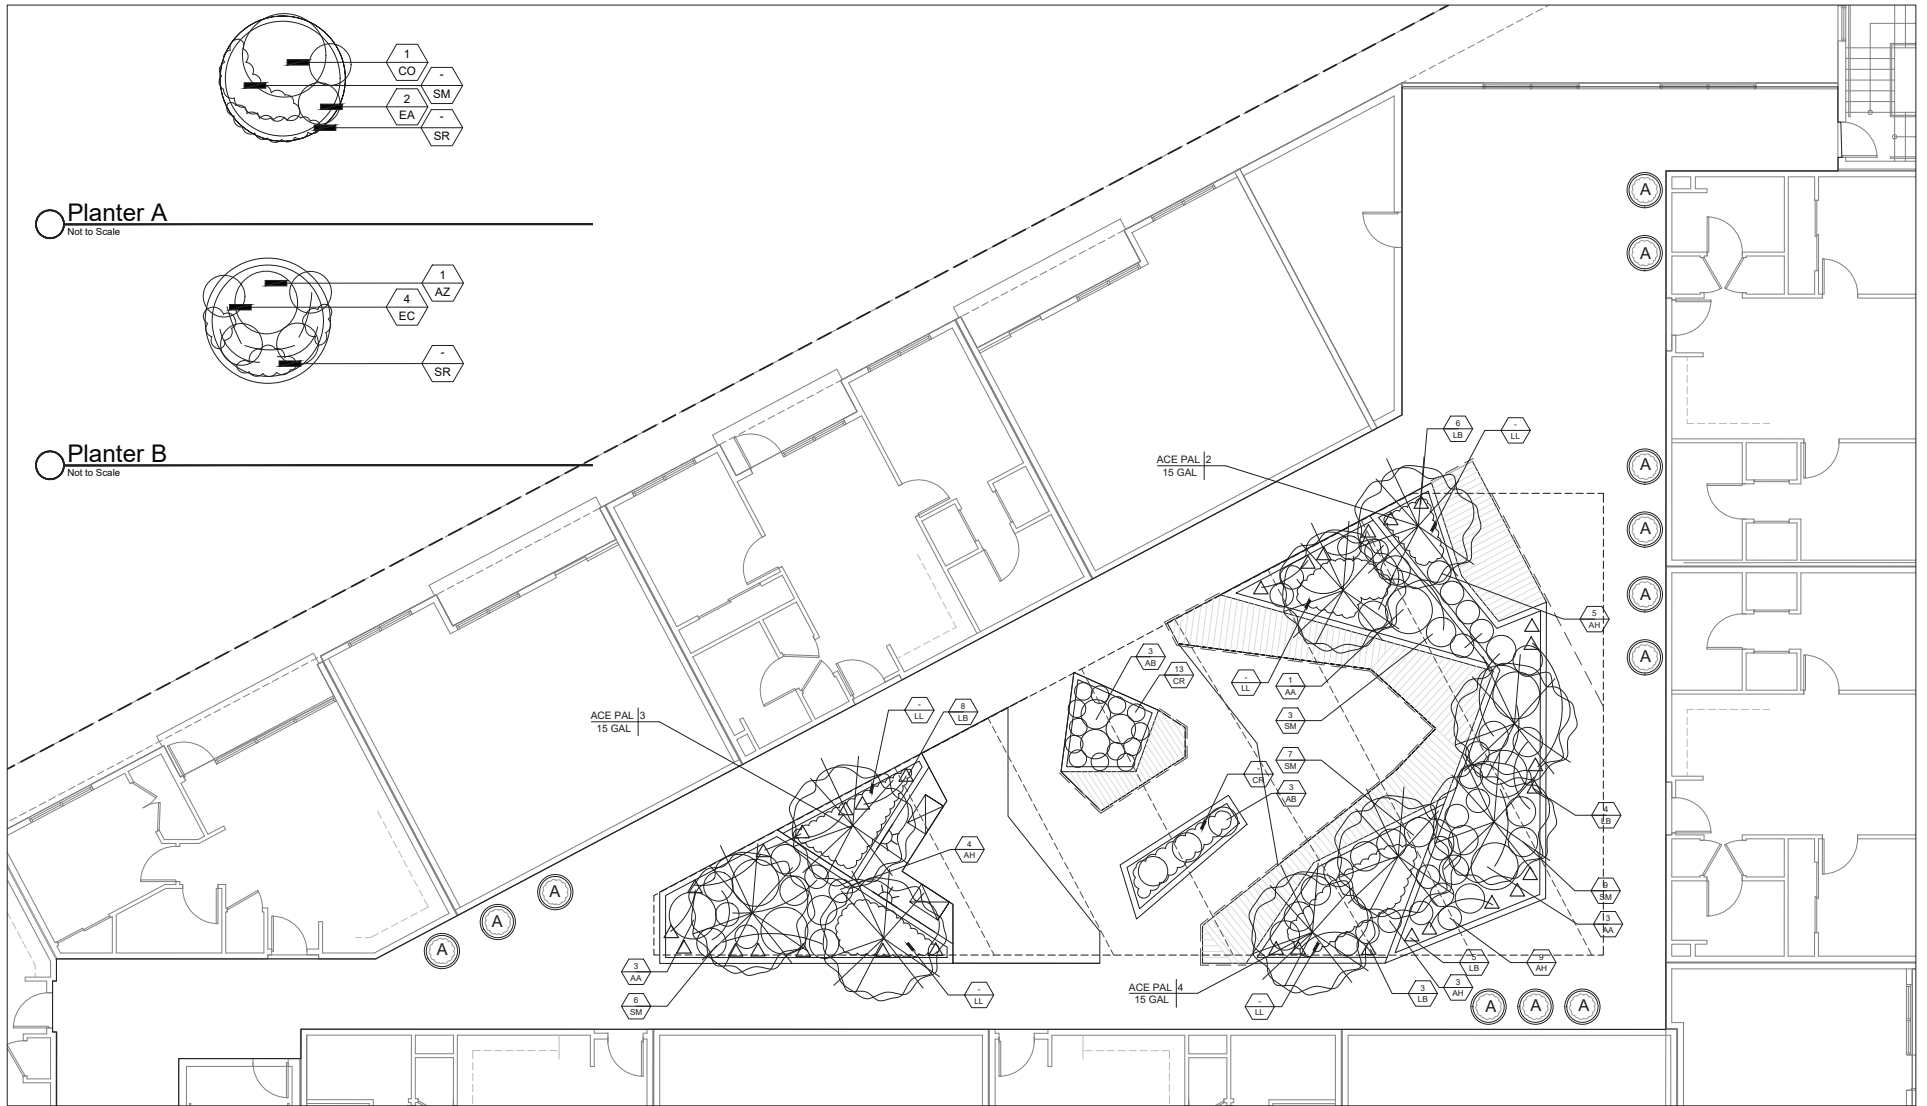 1
CO
-
SM
2
EA
-
SR
Planter A
Not to Scale
1
AZ
4
EC
-
SR
Planter B
Not to Scale
A
A
A
A
A
A
6
LB
-
LL
ACE PAL 2
15 GAL
5
AH
3
AB
13
CR
-
LL
1
AA
3
SM
7
SM
-
CR
3
AB
ACE PAL 3
15 GAL
-
LL
8
LB
4
AH
4
LB
9
SM
3
AA
A
A
A
3
AA
6
SM
-
LL
5
LB
9
AH
3
AH
3
LB
ACE PAL 4
15 GAL
-
LL
A
A
A